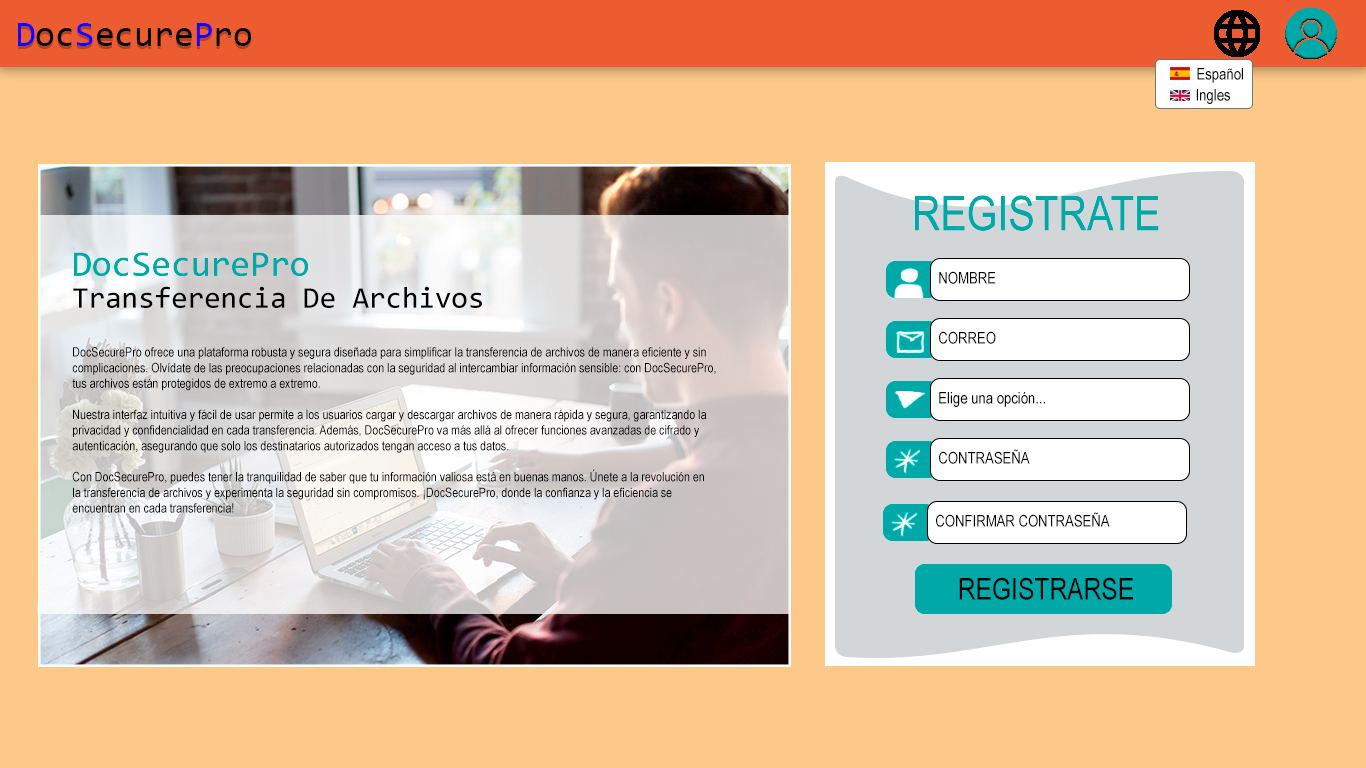 DocSecurePro
Español
Ingles
DocSecurePro
Transferencia De Archivos
DocSecurePro ofrece una plataforma robusta y segura diseñada para simplificar la transferencia de archivos de manera eficiente y sin
complicaciones. Olvídate de las preocupaciones relacionadas con la seguridad al intercambiar información sensible: con DocSecurePro,
tus archivos están protegidos de extremo a extremo.
Nuestra interfaz intuitiva y fácil de usar permite a los usuarios cargar y descargar archivos de manera rápida y segura, garantizando la
privacidad y confidencialidad en cada transferencia. Además, DocSecurePro va más allá al ofrecer funciones avanzadas de cifrado y
autenticación, asegurando que solo los destinatarios autorizados tengan acceso a tus datos.
Con DocSecurePro, puedes tener la tranquilidad de saber que tu información valiosa está en buenas manos. Únete a la revolución en
la transferencia de archivos y experimenta la seguridad sin compromisos. ¡DocSecurePro, donde la confianza y la eficiencia se
encuentran en cada transferencia!
REGISTRATE
NOMBRE
CORREO
Elige una opción...
CONTRASEÑA
CONFIRMAR CONTRASEÑA
REGISTRARSE